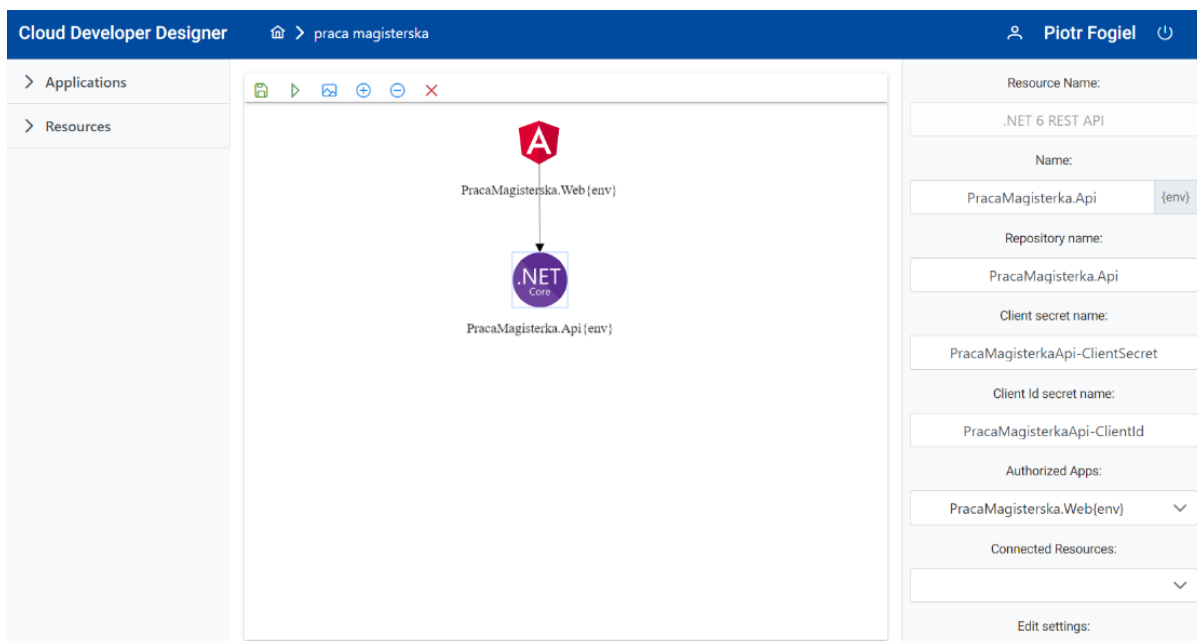 Cloud Developer Designer
praca magisterska
Piotr Fogiel
Applications
Resources
A
PracaMagisterska.Web{env}
.NET
Core
PracaMagisterka.Api{env}
Resource Name:
.NET 6 REST API
Name:
PracaMagisterka.Api
{env}
Repository name:
PracaMagisterka.Api
Client secret name:
PracaMagisterkaApi-ClientSecret
Client Id secret name:
PracaMagisterkaApi-ClientId
Authorized Apps:
PracaMagisterska.Web{env}
Connected Resources:
Edit settings: